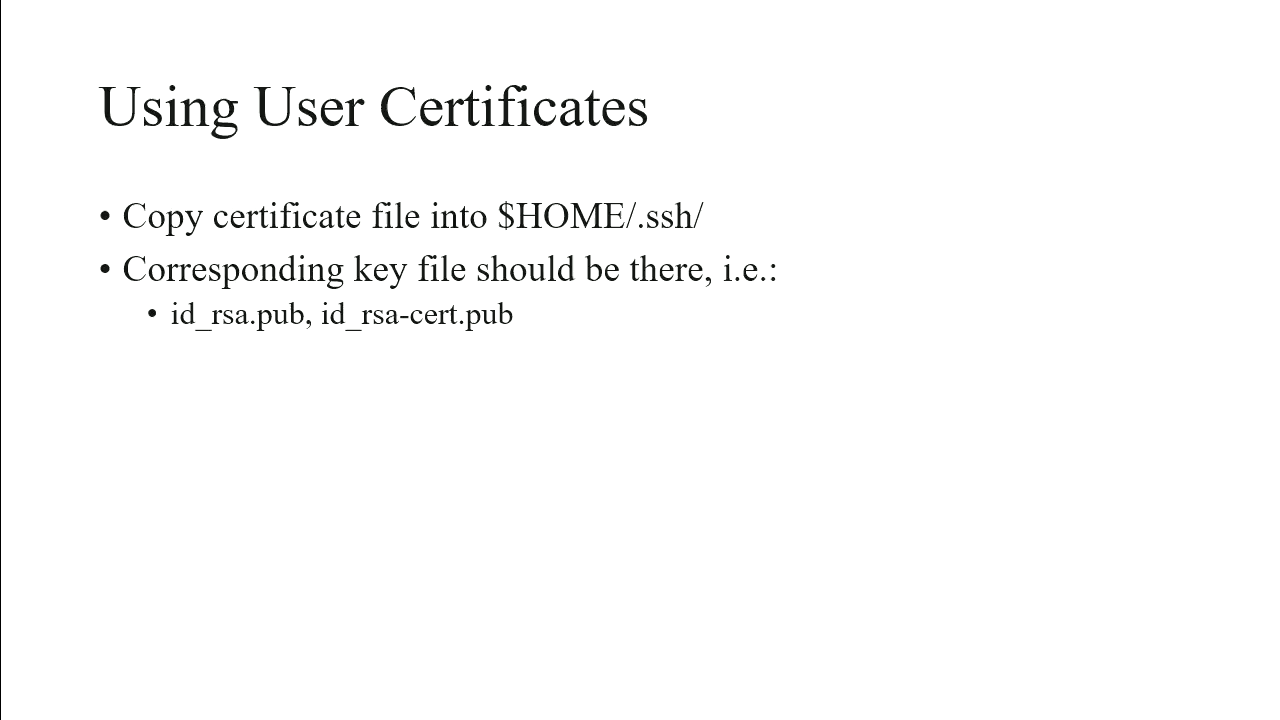 Using User Certificates
• Copy certificate file into $HOME/.ssh/
• Corresponding key file should be there, i.e.:
• id_rsa.pub, id_rsa-cert.pub